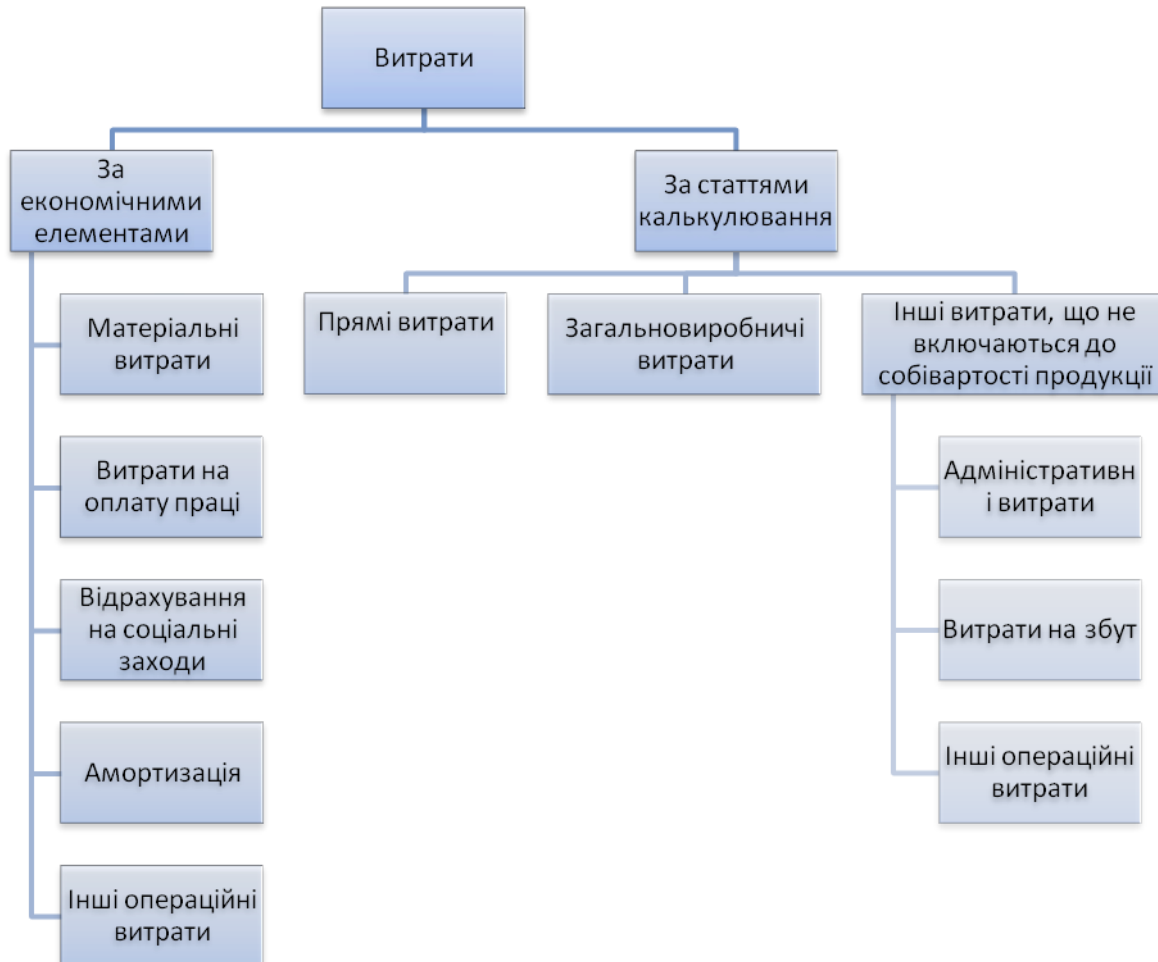 Витрати
За
економічними
елементами
За статтями
калькулювання
Матеріальні
витрати
Витрати на
оплату праці
Відрахування
на соціальні
заходи
Амортизація
Інші операційні
витрати
Прямі витрати
Загальновиробничі
витрати
Інші витрати, що не
включаються до
собівартості продукції
Адміністративн
і витрати
Витрати на збут
Інші операційні
витрати